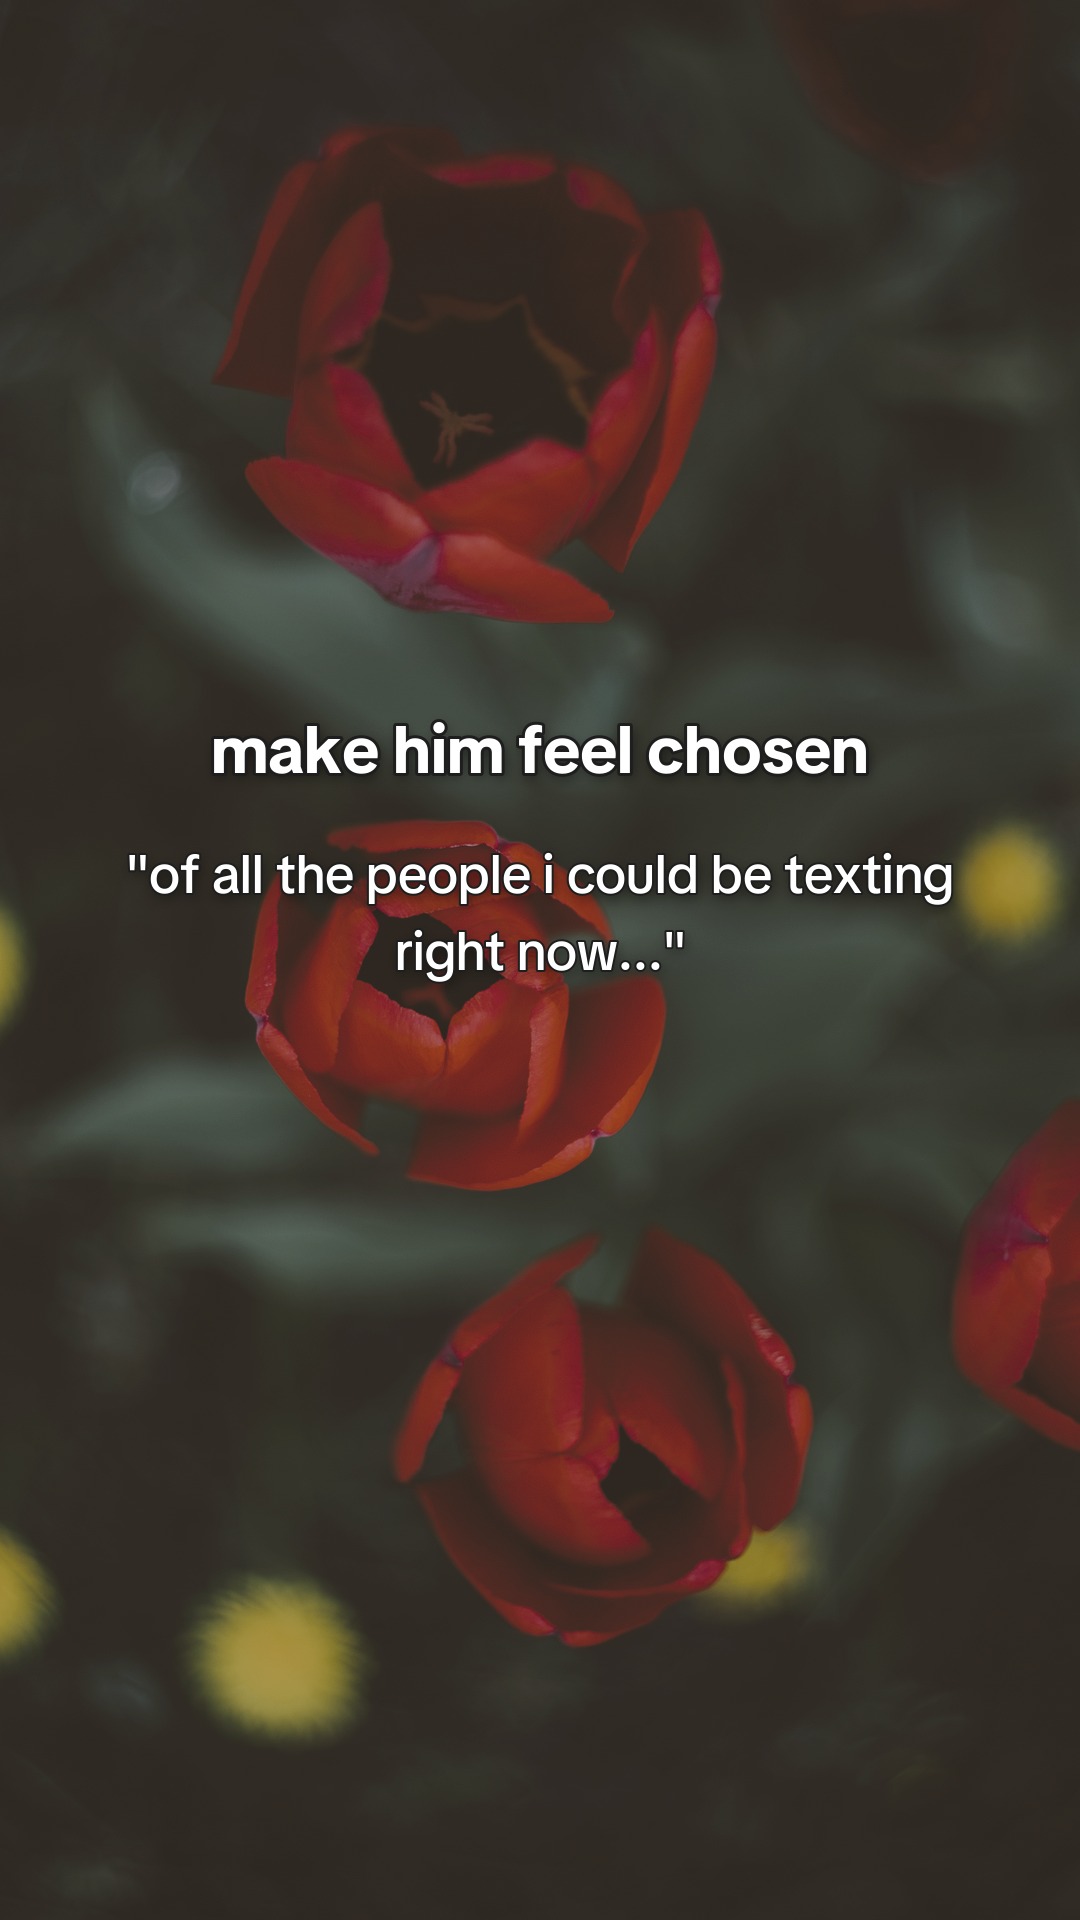 make him feel chosen
"of all the people i could be texting
right now..."